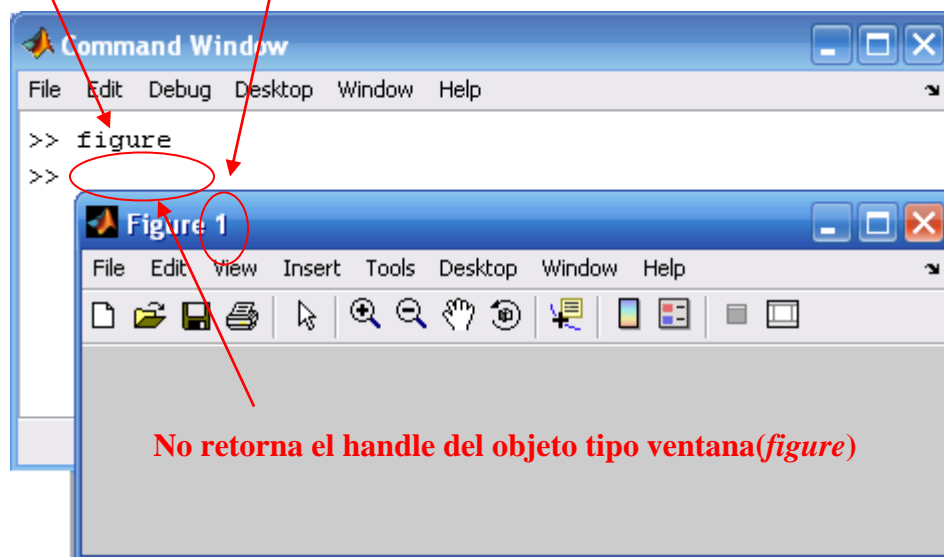 Command Window
File Edit Debug Desktop Window Help
>> figure
>>
Figure 1
File Edit View Insert Tools Desktop Window Help
No retorna el handle del objeto tipo ventana(figure)